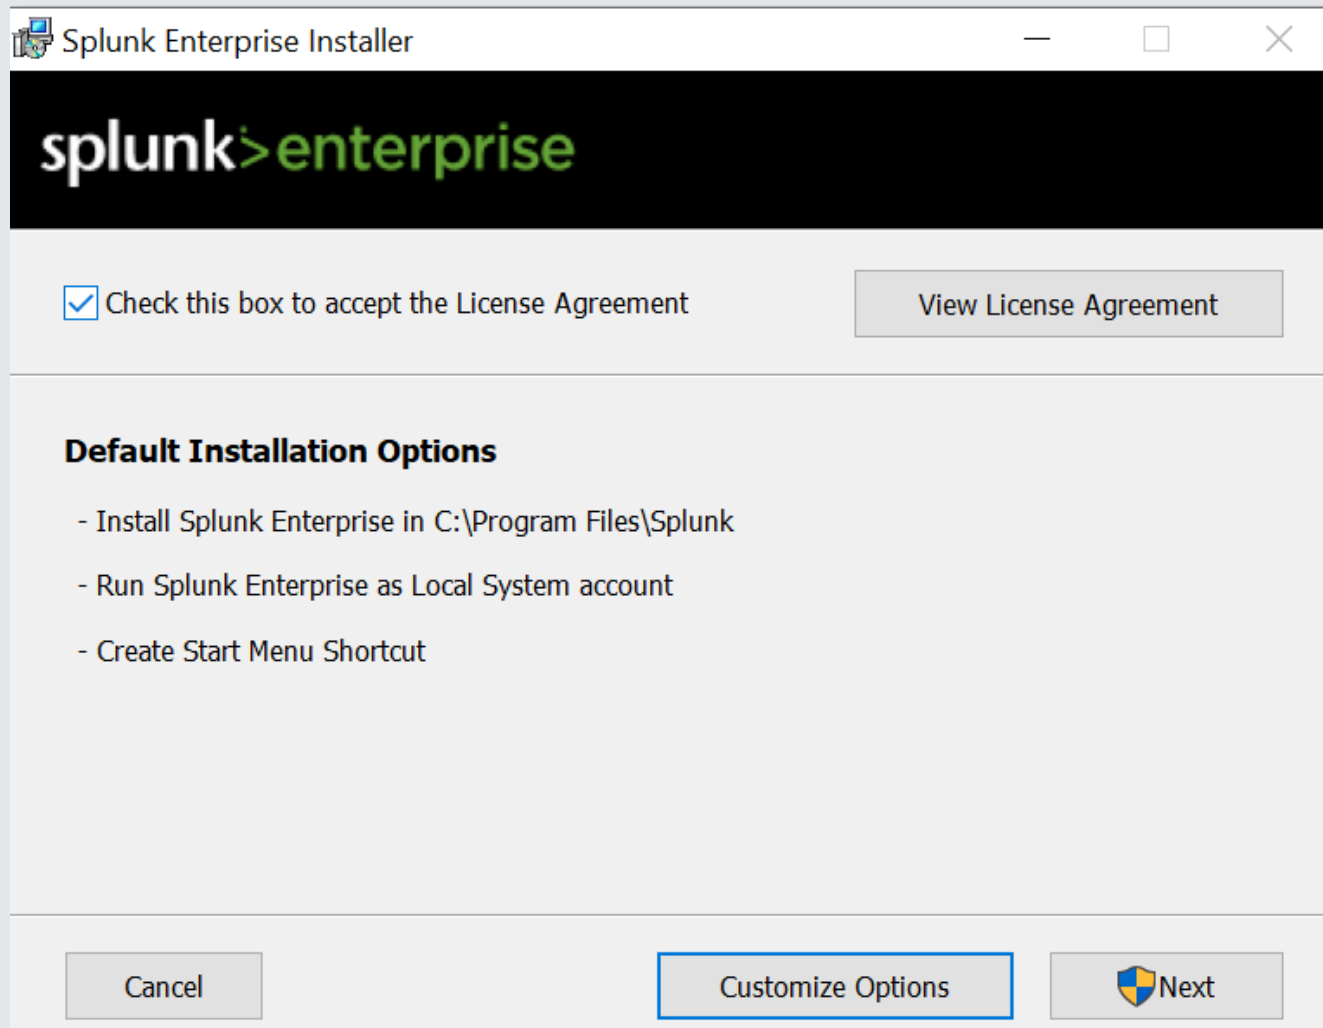 Splunk Enterprise Installer
splunk>enterprise
Check this box to accept the License Agreement
View License Agreement
Default Installation Options
- Install Splunk Enterprise in C:\Program Files\Splunk
- Run Splunk Enterprise as Local System account
- Create Start Menu Shortcut
Cancel
Customize Options
Next